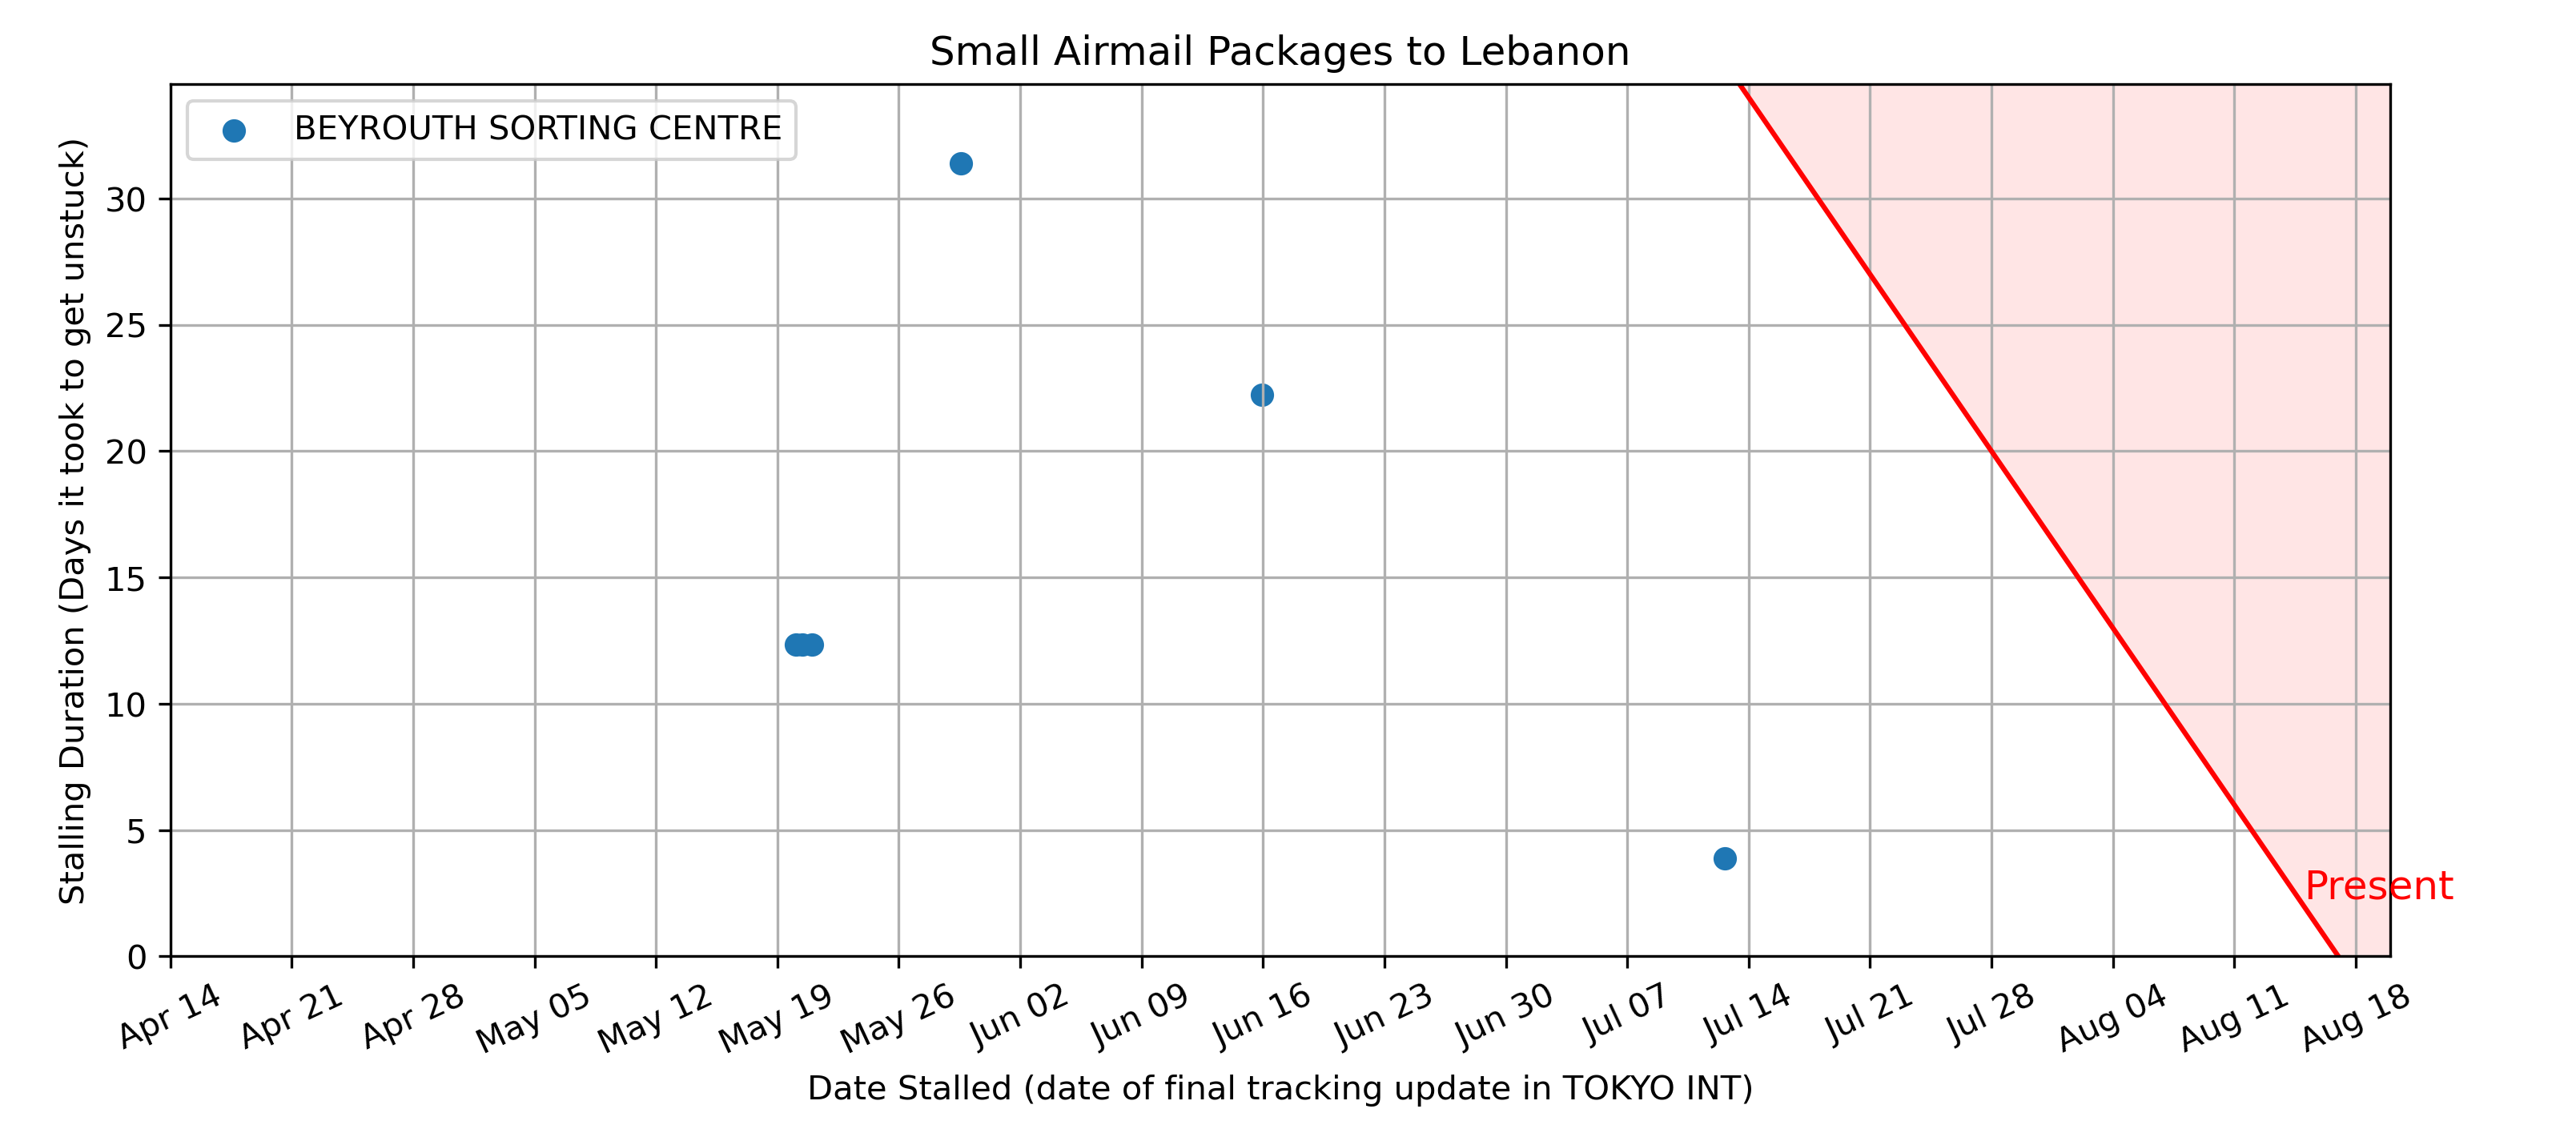 Small Airmail Packages to Lebanon
BEYROUTH SORTING CENTRE
Stalling Duration (Days it took to get unstuck)
30
25
20
15
10
5
0
Present
Apr 14
Apr 21
Apr 28
May 05
May 12
May 19
May 26
Jun 02
Jun 09
Jun 16
Jun 23
Jun 30
Jul 07
Jul 14
Jul 21
Jul 28
Aug 04
Aug 11
Aug 18
Date Stalled (date of final tracking update in TOKYO INT)